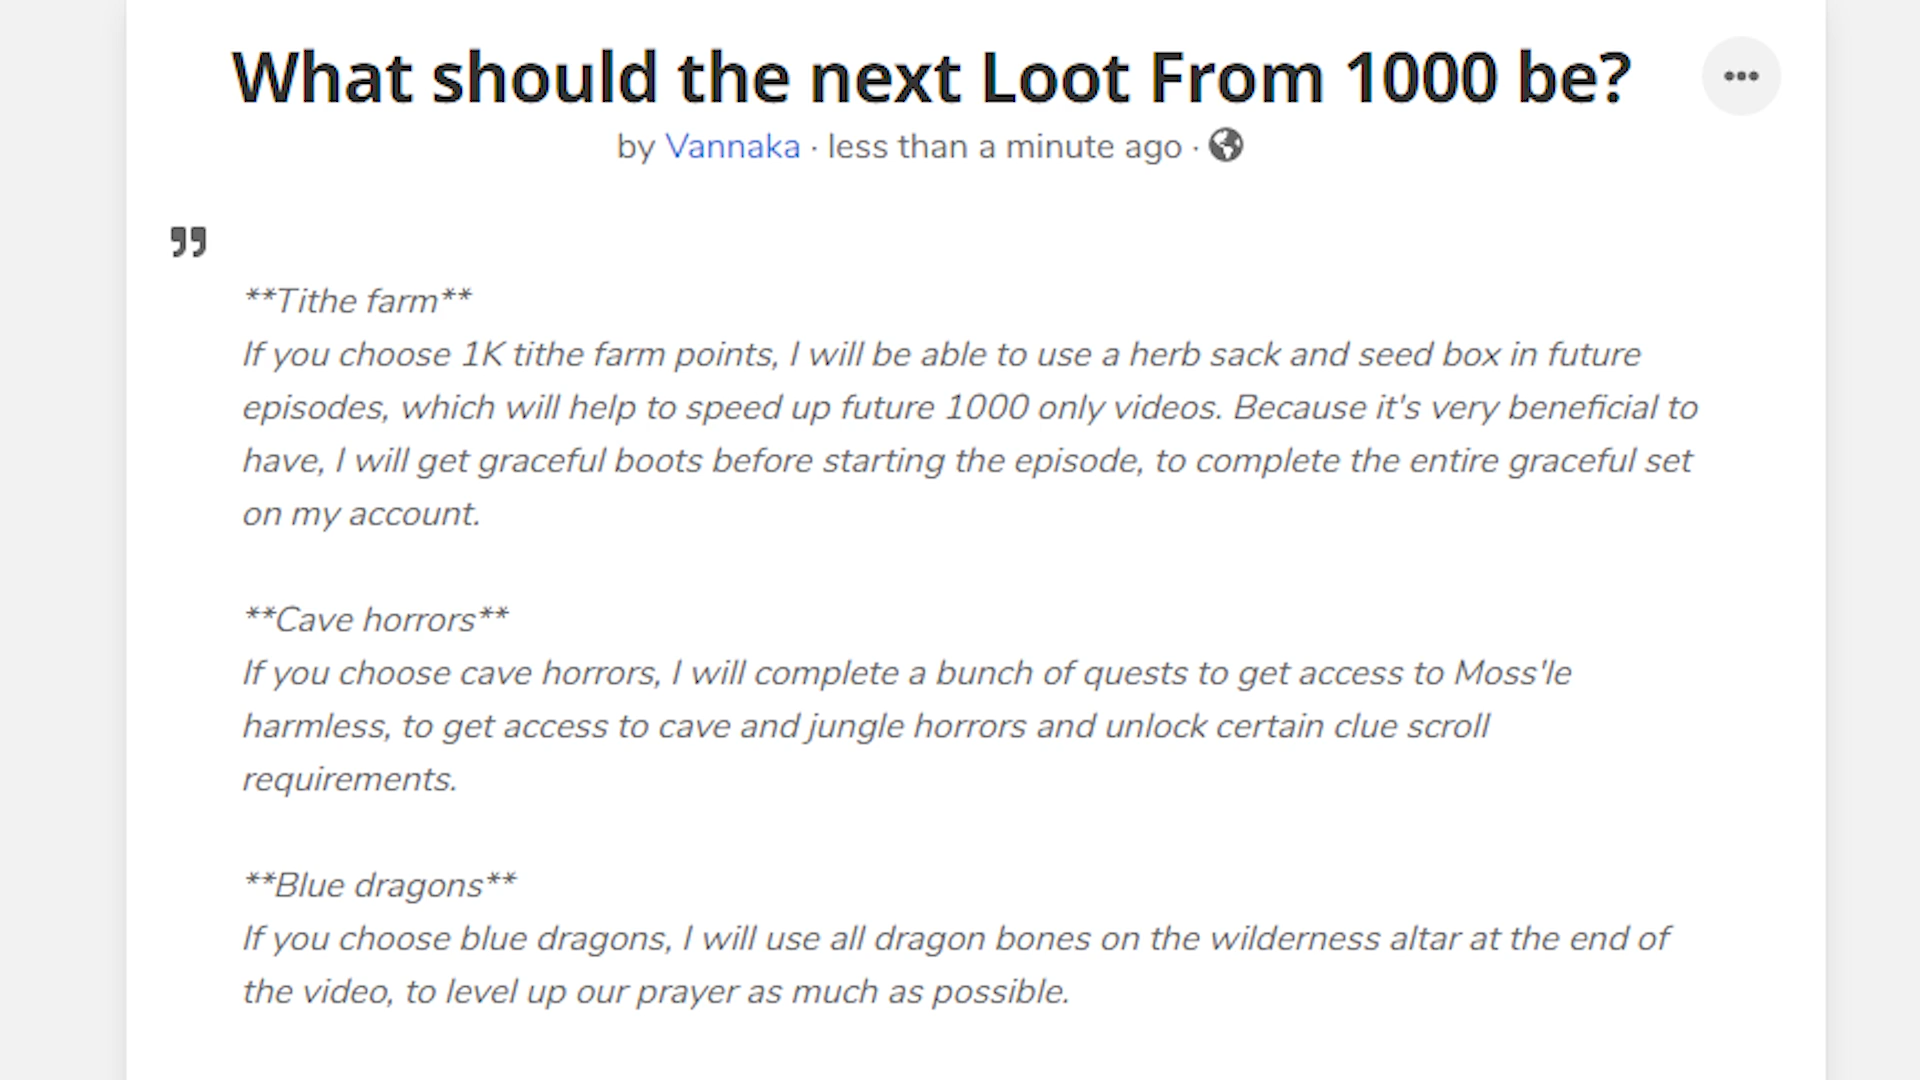 What should the next Loot From 1000 be?
by Vannaka · less than a minute ago ·
**Tithe farm**
If you choose 1K tithe farm points, I will be able to use a herb sack and seed box in future
episodes, which will help to speed up future 1000 only videos. Because it's very beneficial to
have, I will get graceful boots before starting the episode, to complete the entire graceful set
on my account.
**Cave horrors**
If you choose cave horrors, I will complete a bunch of quests to get access to Moss'le
harmless, to get access to cave and jungle horrors and unlock certain clue scroll
requirements.
**Blue dragons**
If you choose blue dragons, I will use all dragon bones on the wilderness altar at the end of
the video, to level up our prayer as much as possible.